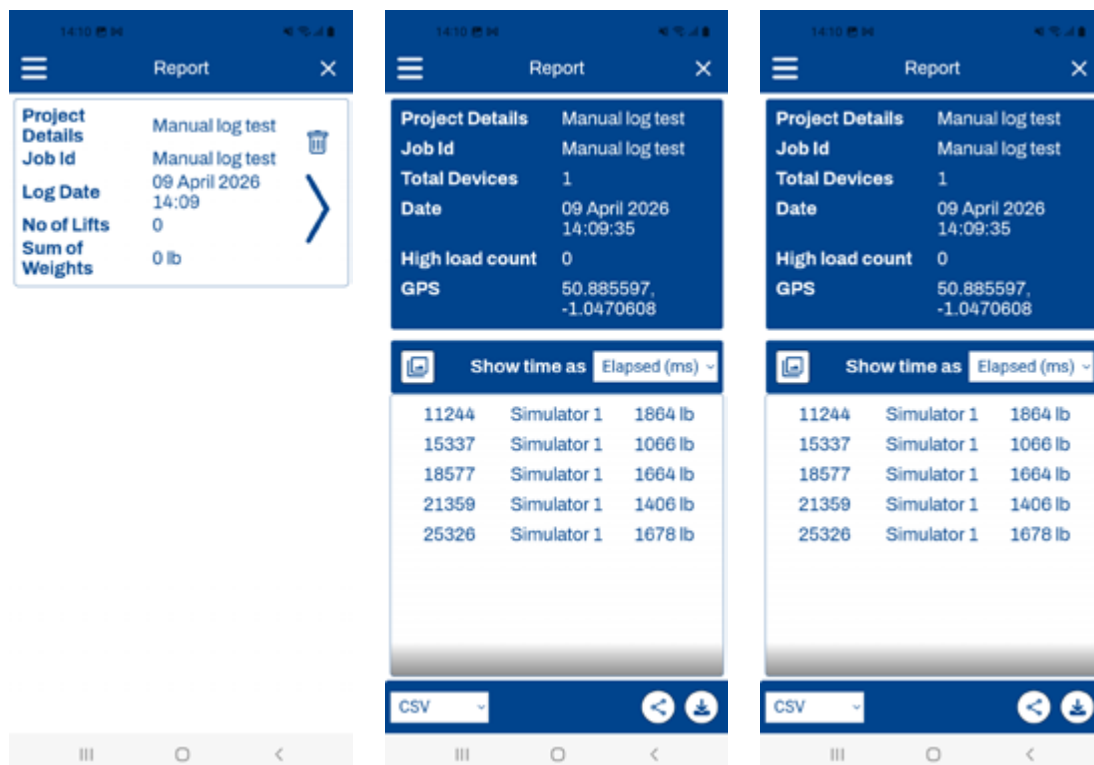 14:10
Report
Project Details
Manual log test
Job Id
Manual log test
Log Date
09 April 2026 14:09
No of Lifts
0
Sum of Weights
0 lb
14:10
Report
Project Details
Manual log test
Job Id
Manual log test
Total Devices
1
Date
09 April 2026 14:09:35
High load count
0
GPS
50.885597, -1.0470608
Show time as
Elapsed (ms)
11244 Simulator 1 1864 lb
15337 Simulator 1 1066 lb
18577 Simulator 1 1664 lb
21359 Simulator 1 1406 lb
25326 Simulator 1 1678 lb
CSV
14:10
Report
Project Details
Manual log test
Job Id
Manual log test
Total Devices
1
Date
09 April 2026 14:09:35
High load count
0
GPS
50.885597, -1.0470608
Show time as
Elapsed (ms)
11244 Simulator 1 1864 lb
15337 Simulator 1 1066 lb
18577 Simulator 1 1664 lb
21359 Simulator 1 1406 lb
25326 Simulator 1 1678 lb
CSV